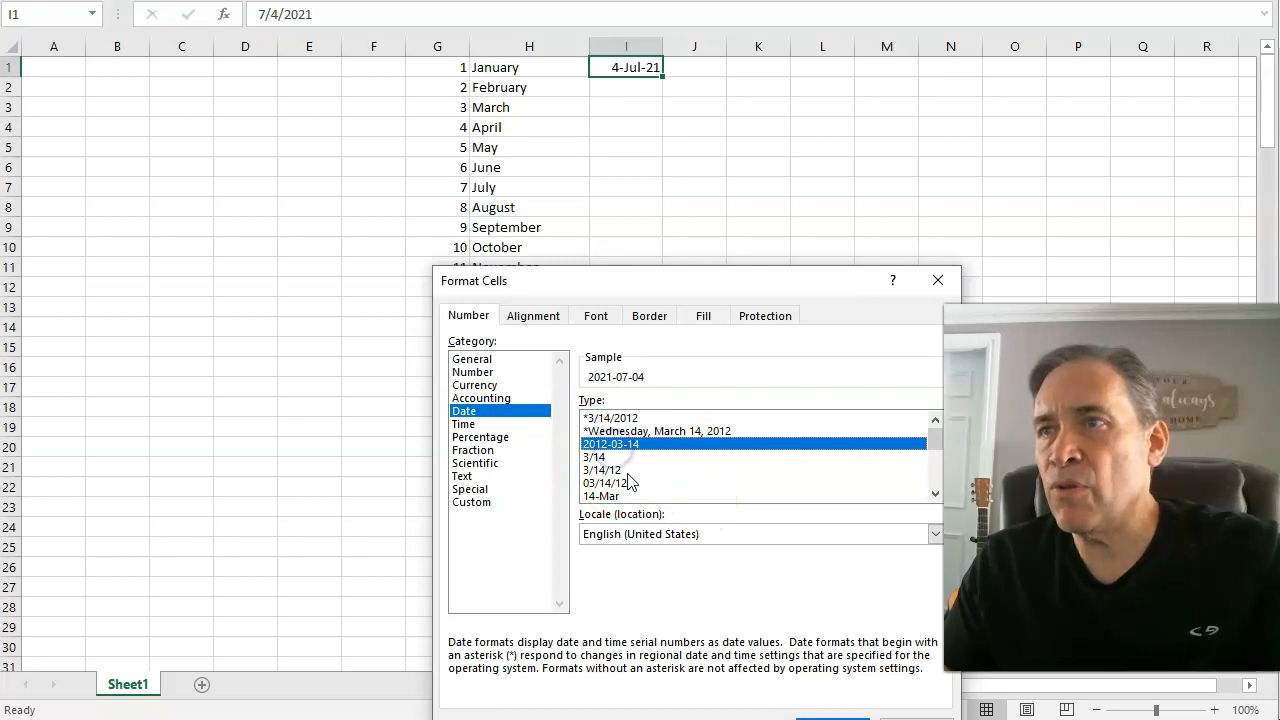 I1 fx 7/4/2021
A B C D E F G H I J K L M N O P Q R
1 1 January 4-Jul-21
2 2 February
3 3 March
4 4 April
5 5 May
6 6 June
7 7 July
8 8 August
9 9 September
10 10 October
11 11 November
12
13
14
15
16
17
18
19
20
21
22
23
24
25
26
27
28
29
30
31
Format Cells ?
Number Alignment Font Border Fill Protection
Category:
General
Number
Currency
Accounting
Date
Time
Percentage
Fraction
Scientific
Text
Special
Custom
Sample
2021-07-04
Type:
*3/14/2012
*Wednesday, March 14, 2012
2012-03-14
3/14
3/14/12
03/14/12
14-Mar
Locale (location):
English (United States)
Date formats display date and time serial numbers as date values. Date formats that begin with
an asterisk (*) respond to changes in regional date and time settings that are specified for the
operating system. Formats without an asterisk are not affected by operating system settings.
always
Sheet1
Ready
100%